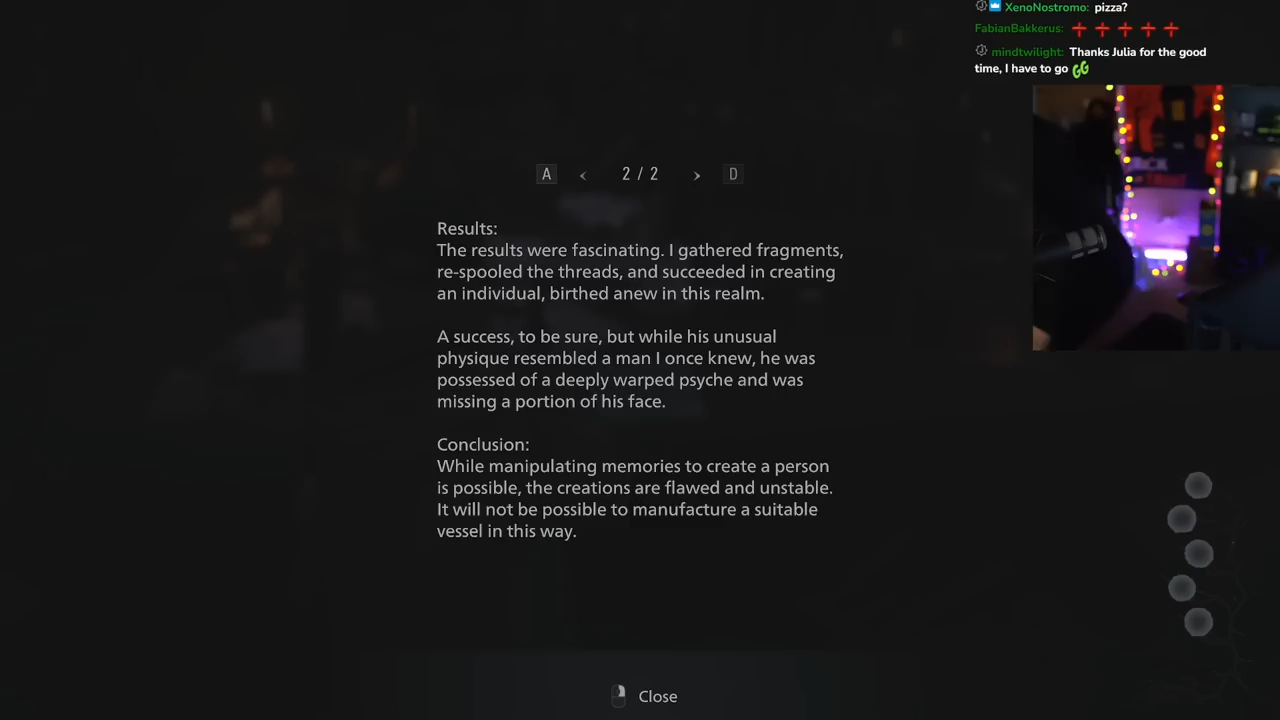 XenoNostromo: pizza?
FabianBakkerus:
mindtwilight: Thanks Julia for the good
time, I have to go GG
A < 2 / 2 > D
Results:
The results were fascinating. I gathered fragments,
re-spooled the threads, and succeeded in creating
an individual, birthed anew in this realm.
A success, to be sure, but while his unusual
physique resembled a man I once knew, he was
possessed of a deeply warped psyche and was
missing a portion of his face.
Conclusion:
While manipulating memories to create a person
is possible, the creations are flawed and unstable.
It will not be possible to manufacture a suitable
vessel in this way.
Close